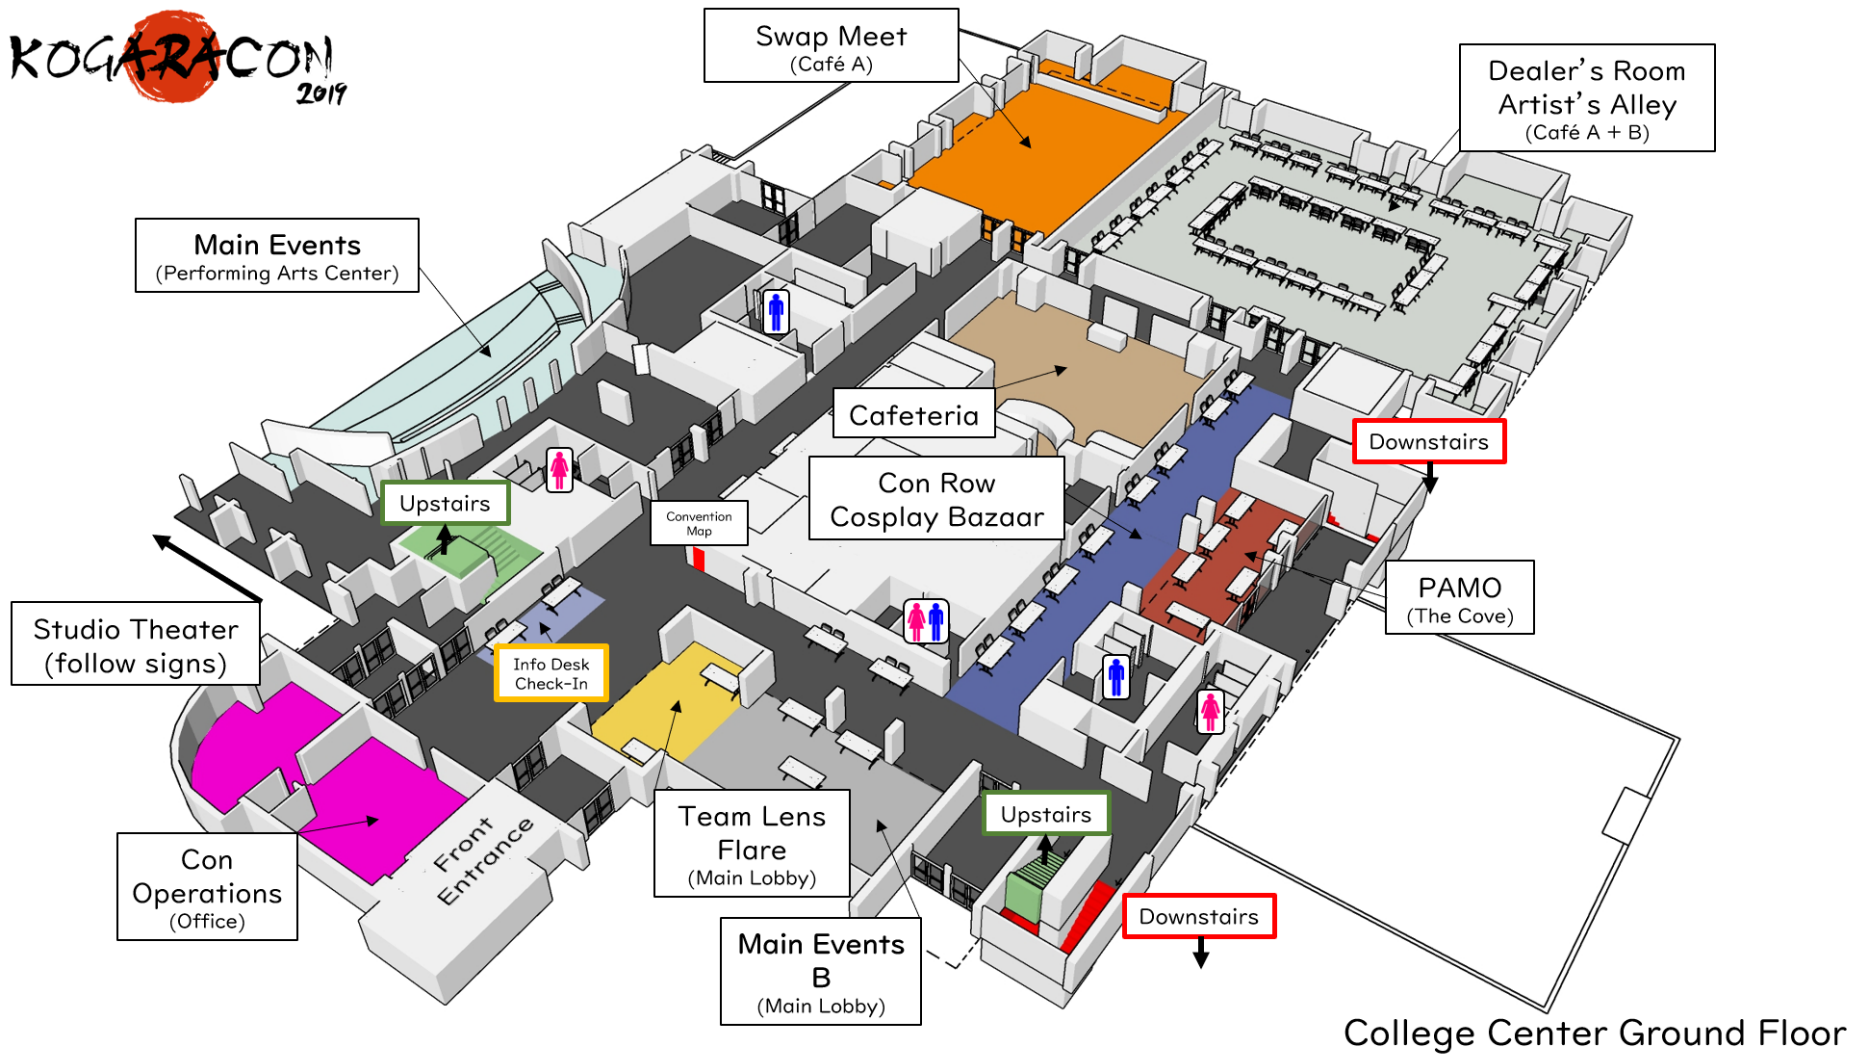 KOGARACON
2019
Swap Meet
(Café A)
Dealer's Room
Artist's Alley
(Café A + B)
Main Events
(Performing Arts Center)
Cafeteria
Downstairs
Upstairs
Con Row
Cosplay Bazaar
Convention
Map
PAMO
(The Cove)
Studio Theater
(follow signs)
Info Desk
Check-In
Front
Entrance
Team Lens
Flare
(Main Lobby)
Upstairs
Con
Operations
(Office)
Downstairs
Main Events
B
(Main Lobby)
College Center Ground Floor